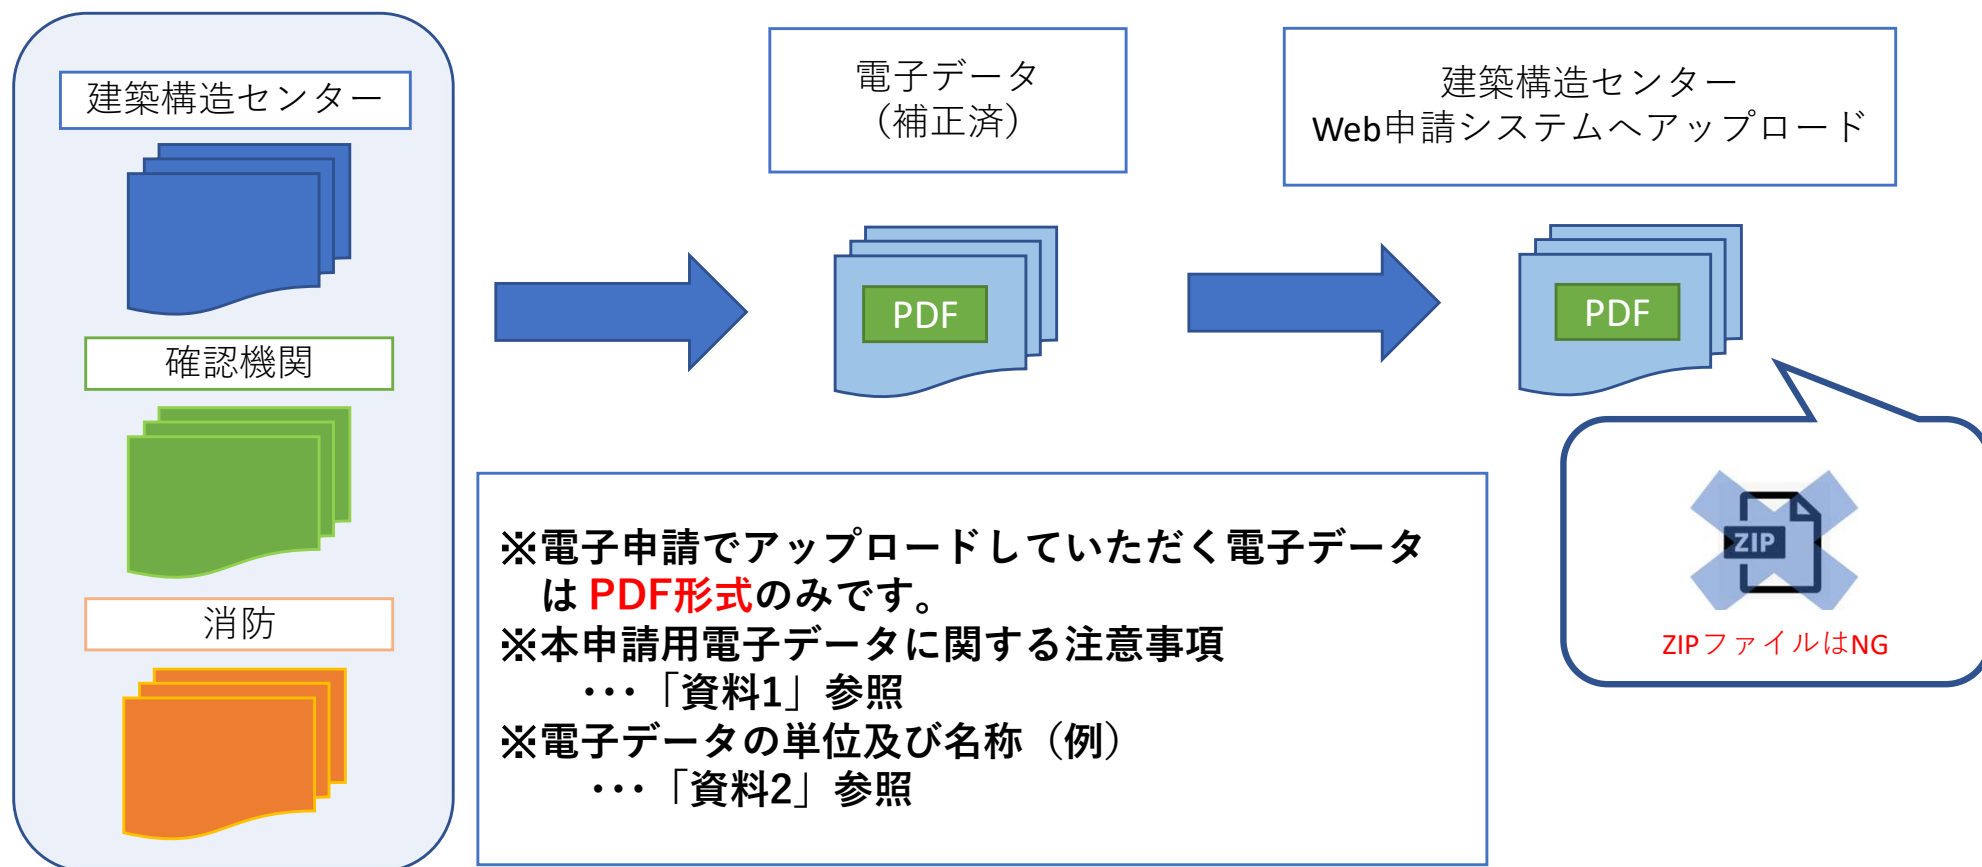 建築構造センター
確認機関
消防
電子データ
（補正済）
PDF
建築構造センター
Web申請システムへアップロード
PDF
ZIP
ZIPファイルはNG
※電子申請でアップロードしていただく電子データ
は PDF形式のみです。
※本申請用電子データに関する注意事項
・・・「資料1」参照
※電子データの単位及び名称（例）
・・・「資料2」参照